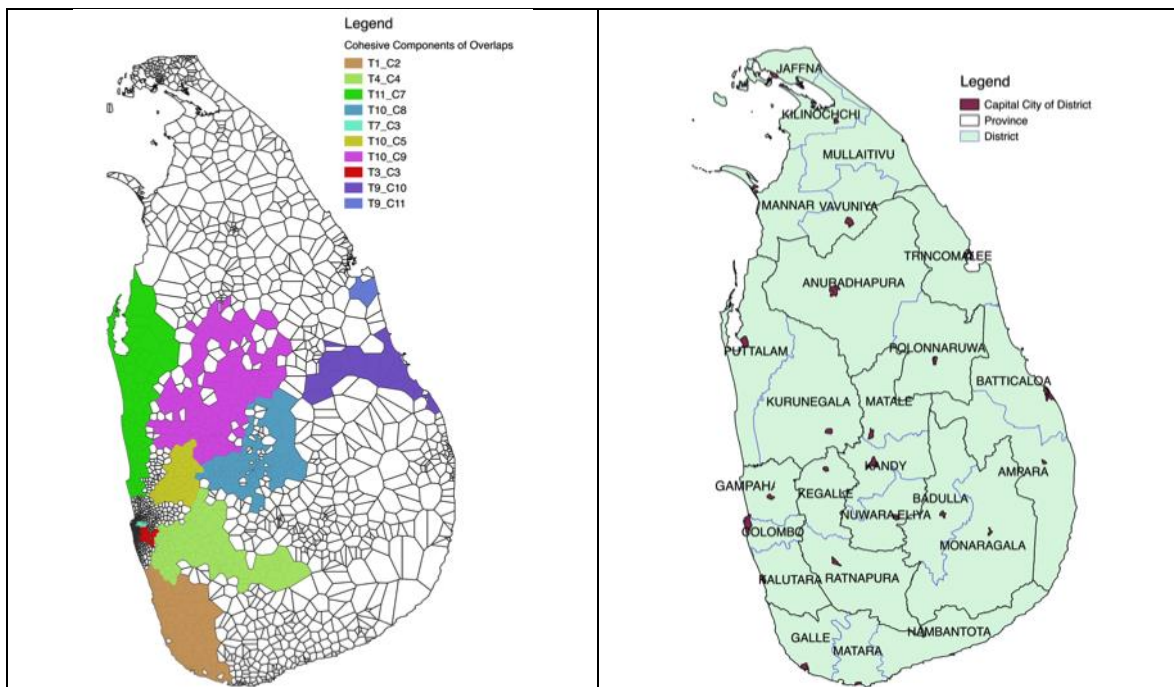 Legend
Cohesive Components of Overlaps
T1_C2
T4_C4
T11_C7
T10_C8
T7_C3
T10_C5
T10_C9
T3_C3
T9_C10
T9_C11
Legend
Capital City of District
Province
District
JAFFNA
KILINOCHCHI
MULLAITIVU
MANNAR VAVUNIYA
TRINCOMALEE
ANURADHAPURA
PUTTALAM
POLONNARUWA
BATTICALOA
KURUNEGALA MATALE
KANDY
AMPARA
GAMPAHA
KEGALLE
BADULLA
NUWARA ELIYA
COLOMBO
MONARAGALA
KALUTARA
RATNAPURA
GALLE
HAMBANTOTA
MATARA